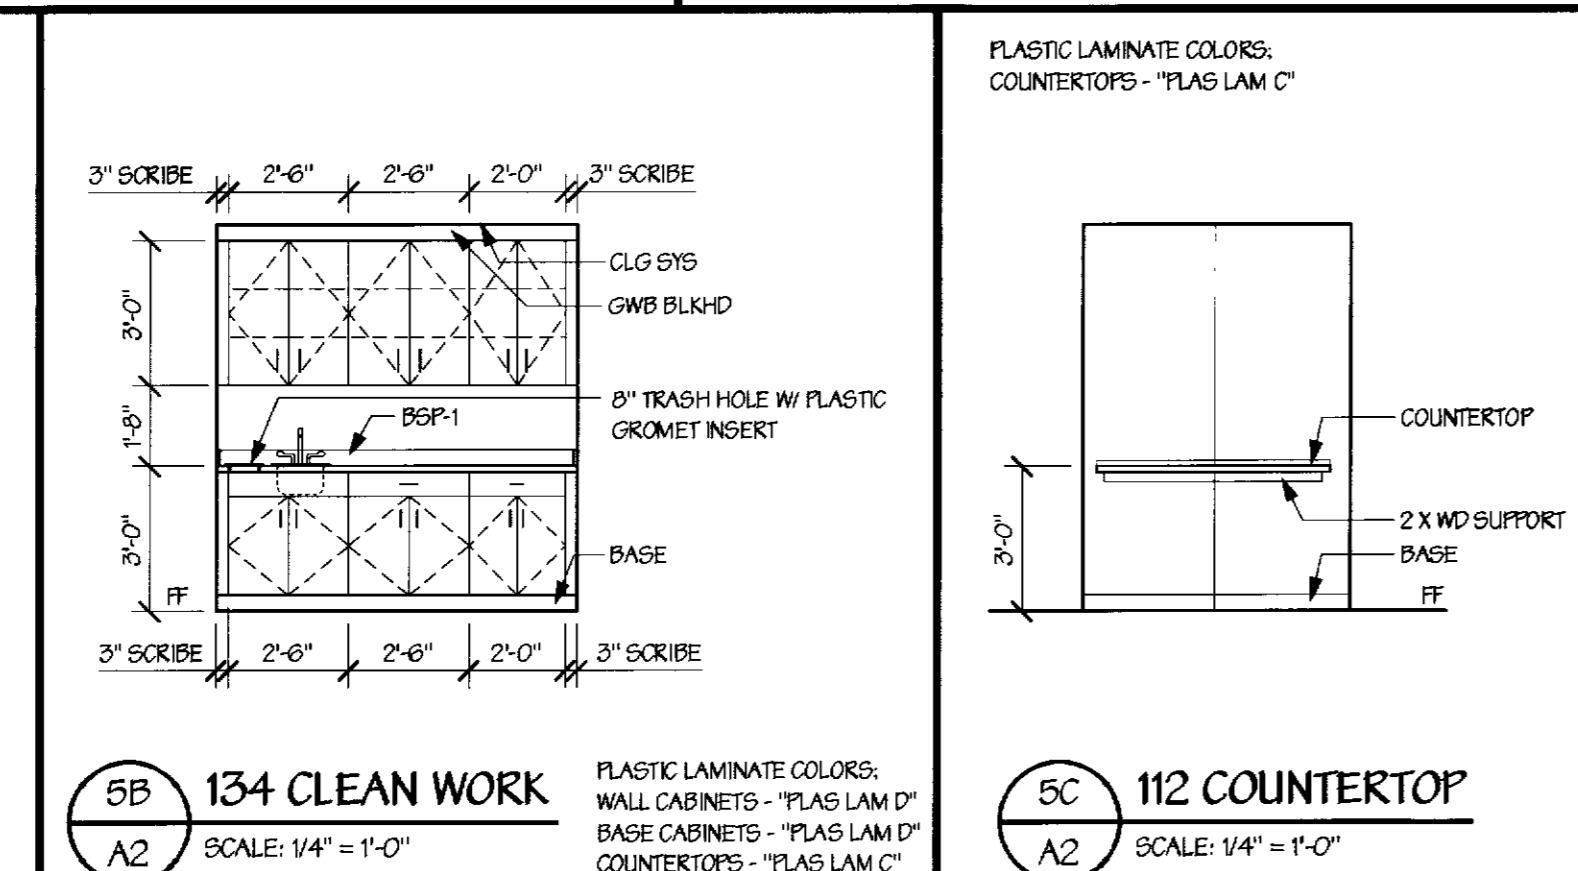 3" SCRIBE 2'-6" 2'-6" 2'-0" 3" SCRIBE
CLG SYS
GWB BLKHD
3'-0"
8" TRASH HOLE W/ PLASTIC
GROMET INSERT
BSP-1
1'-8"
3'-0"
BASE
FF
3" SCRIBE 2'-6" 2'-6" 2'-0" 3" SCRIBE
5B
A2
134 CLEAN WORK
SCALE: 1/4" = 1'-0"
PLASTIC LAMINATE COLORS;
WALL CABINETS - "PLAS LAM D"
BASE CABINETS - "PLAS LAM D"
COUNTERTOPS - "PLAS LAM C"
PLASTIC LAMINATE COLORS;
COUNTERTOPS - "PLAS LAM C"
COUNTERTOP
2 X WD SUPPORT
BASE
3'-0"
FF
5C
A2
112 COUNTERTOP
SCALE: 1/4" = 1'-0"